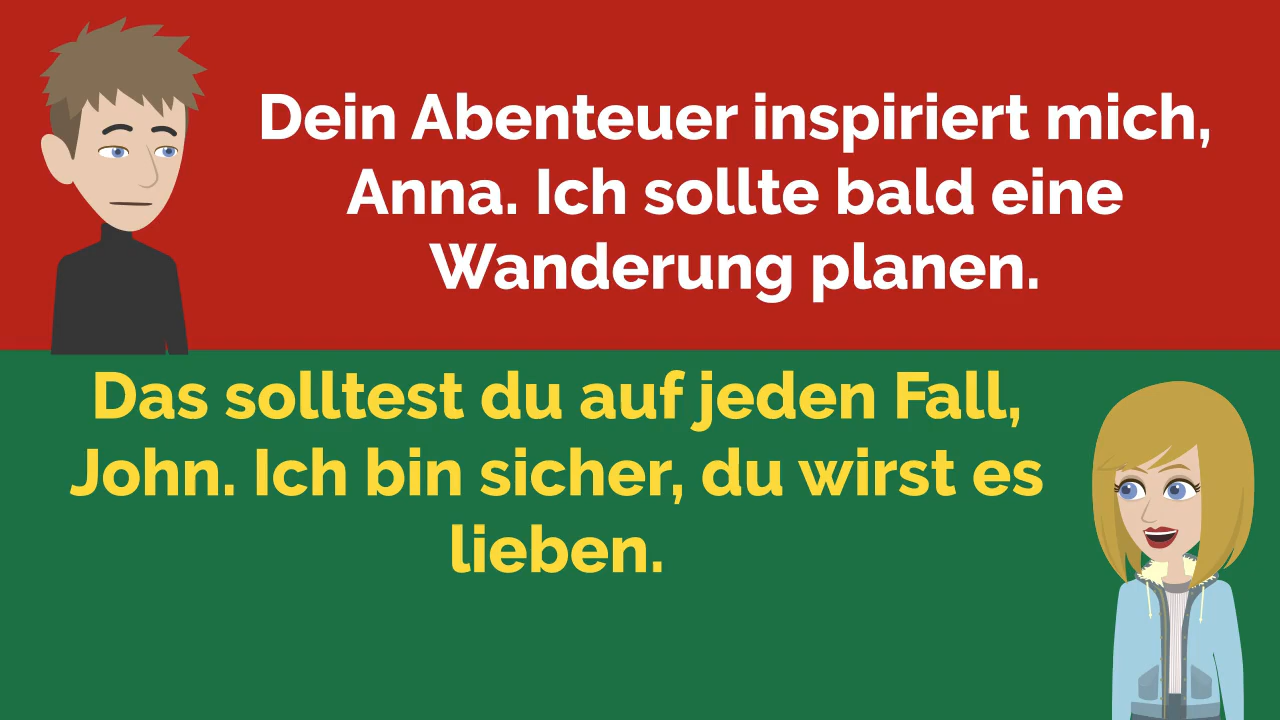 Dein Abenteuer inspiriert mich,
Anna. Ich sollte bald eine
Wanderung planen.
Das solltest du auf jeden Fall,
John. Ich bin sicher, du wirst es
lieben.